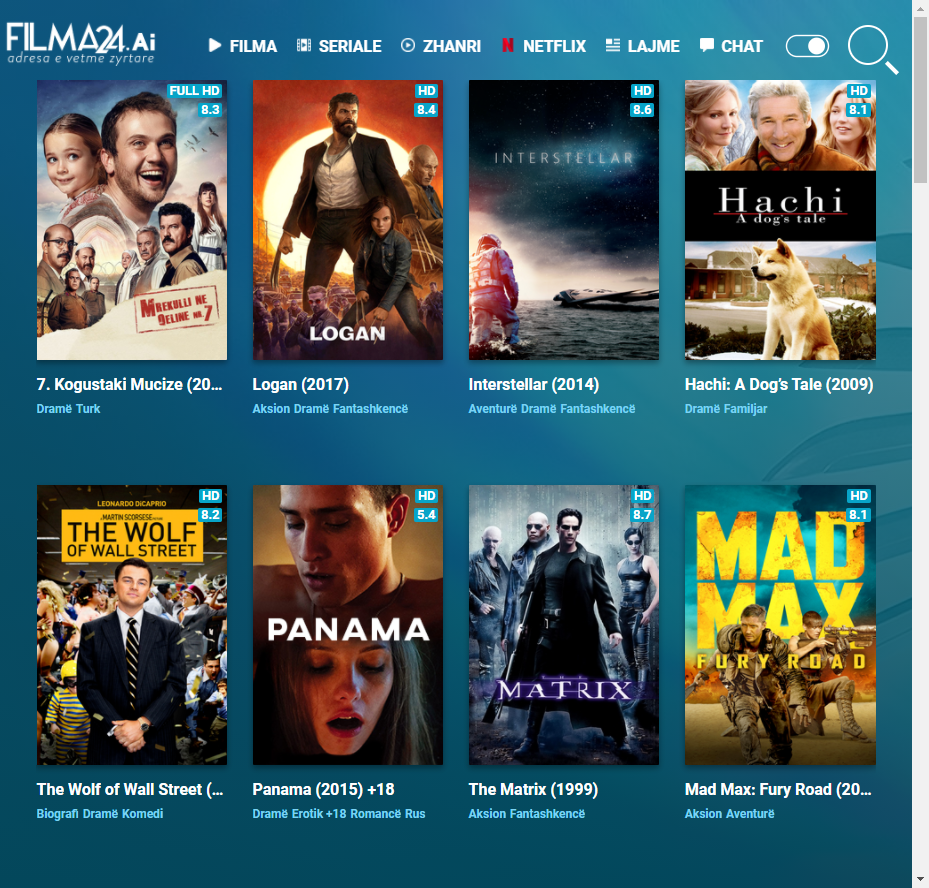 FILMA24.Ai
adresa e vetme zyrtare
FILMA SERIALE ZHANRI NETFLIX LAJME CHAT
FULL HD
8.3
MREKULLI NE
QELINE NR.7
7. Kogustaki Mucize (20...
Dramë Turk
HD
8.4
LOGAN
Logan (2017)
Aksion Dramë Fantashkencë
HD
8.6
INTERSTELLAR
Interstellar (2014)
Aventurë Dramë Fantashkencë
HD
8.1
Hachi
A dog's tale
Hachi: A Dog's Tale (2009)
Dramë Familjar
HD
8.2
LEONARDO DiCAPRIO
A MARTIN SCORSESE
THE WOLF
OF WALL STREET
The Wolf of Wall Street (...
Biografi Dramë Komedi
HD
5.4
PANAMA
Panama (2015) +18
Dramë Erotik +18 Romancë Rus
HD
8.7
THE
MATRIX
The Matrix (1999)
Aksion Fantashkencë
HD
8.1
MAD
MAX
FURY ROAD
Mad Max: Fury Road (20...
Aksion Aventurë